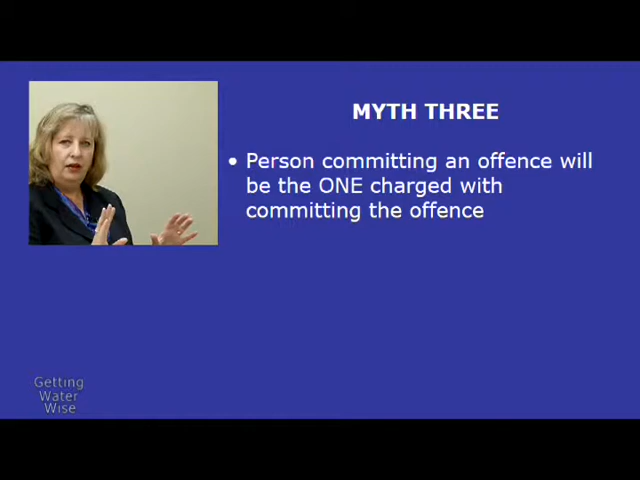 MYTH THREE
• Person committing an offence will
be the ONE charged with
committing the offence
Getting
Water
Wise